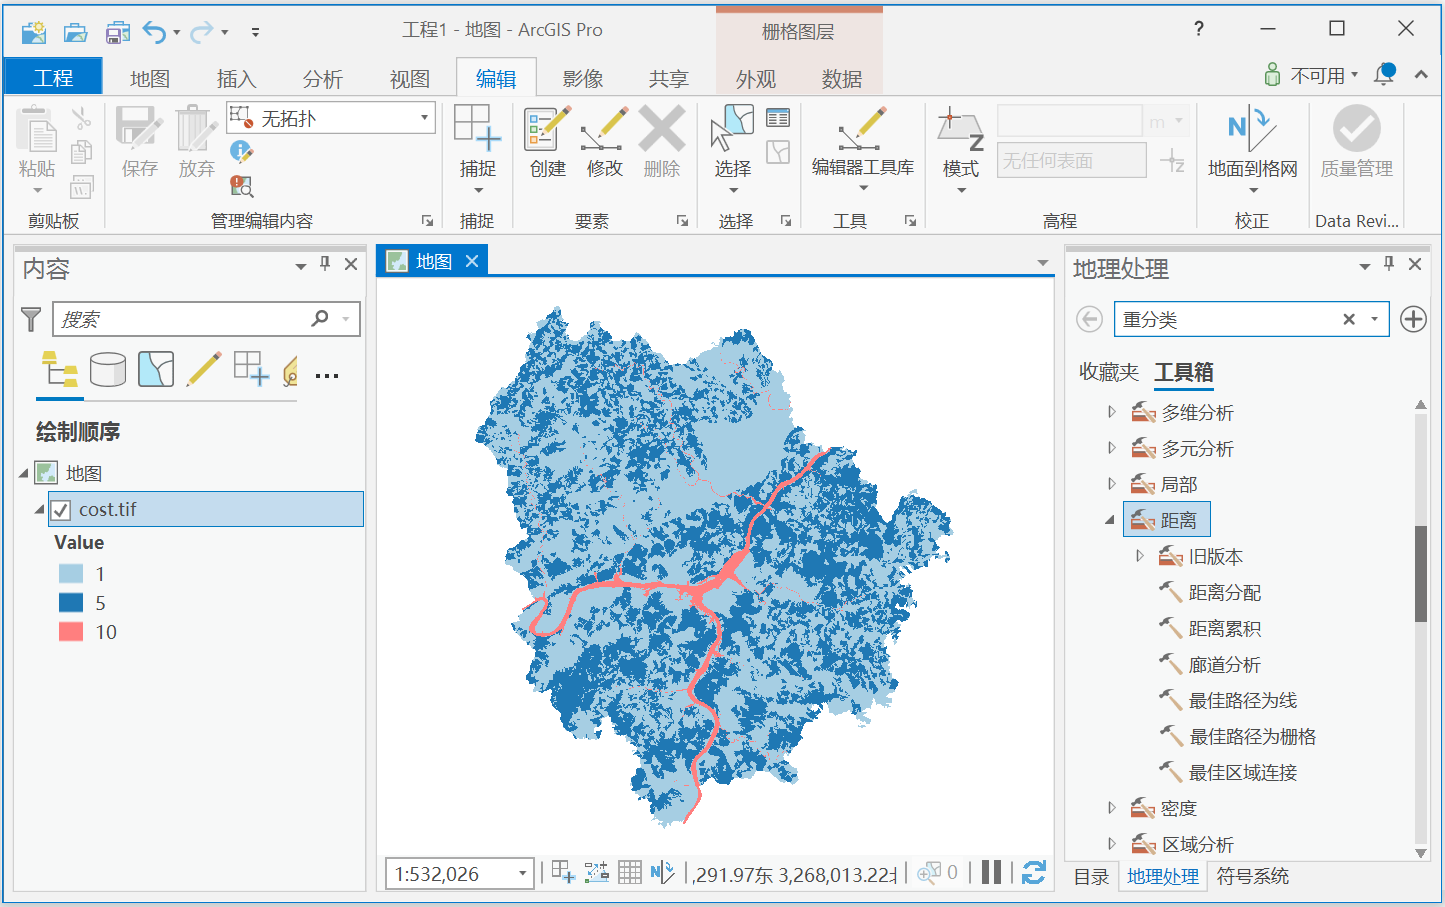 工程1 - 地图 - ArcGIS Pro
栅格图层
?
工程
地图
插入
分析
视图
编辑
影像
共享
外观
数据
不可用
粘贴
剪贴板
保存
放弃
无拓扑
管理编辑内容
捕捉
捕捉
创建
修改
删除
要素
选择
选择
编辑器工具库
工具
模式
m
无任何表面
高程
地面到格网
校正
质量管理
Data Revi...
内容
搜索
绘制顺序
地图
cost.tif
Value
1
5
10
地图
1:532,026
,291.97东 3,268,013.22
0
地理处理
重分类
收藏夹
工具箱
多维分析
多元分析
局部
距离
旧版本
距离分配
距离累积
廊道分析
最佳路径为线
最佳路径为栅格
最佳区域连接
密度
区域分析
目录
地理处理
符号系统